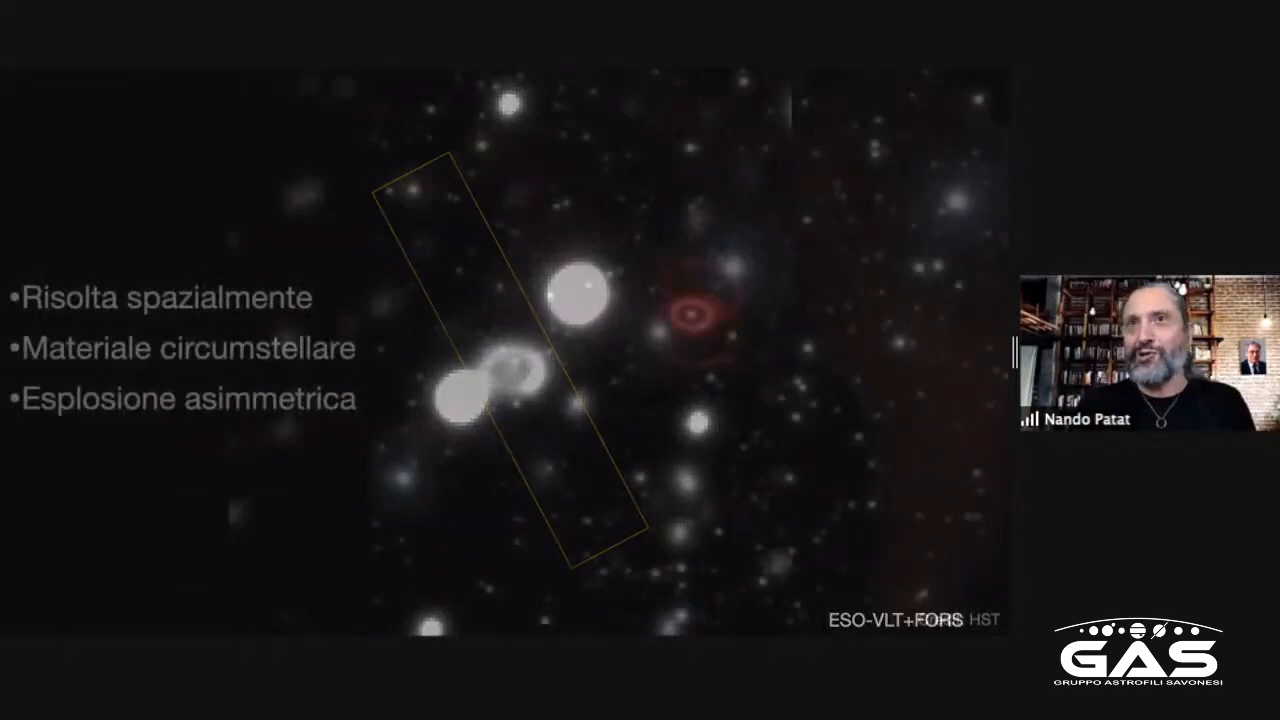 •Risolta spazialmente
•Materiale circumstellare
•Esplosione asimmetrica
ESO-VLT+FORS HST
Nando Patat
GAS
GRUPPO ASTROFILI SAVONESI